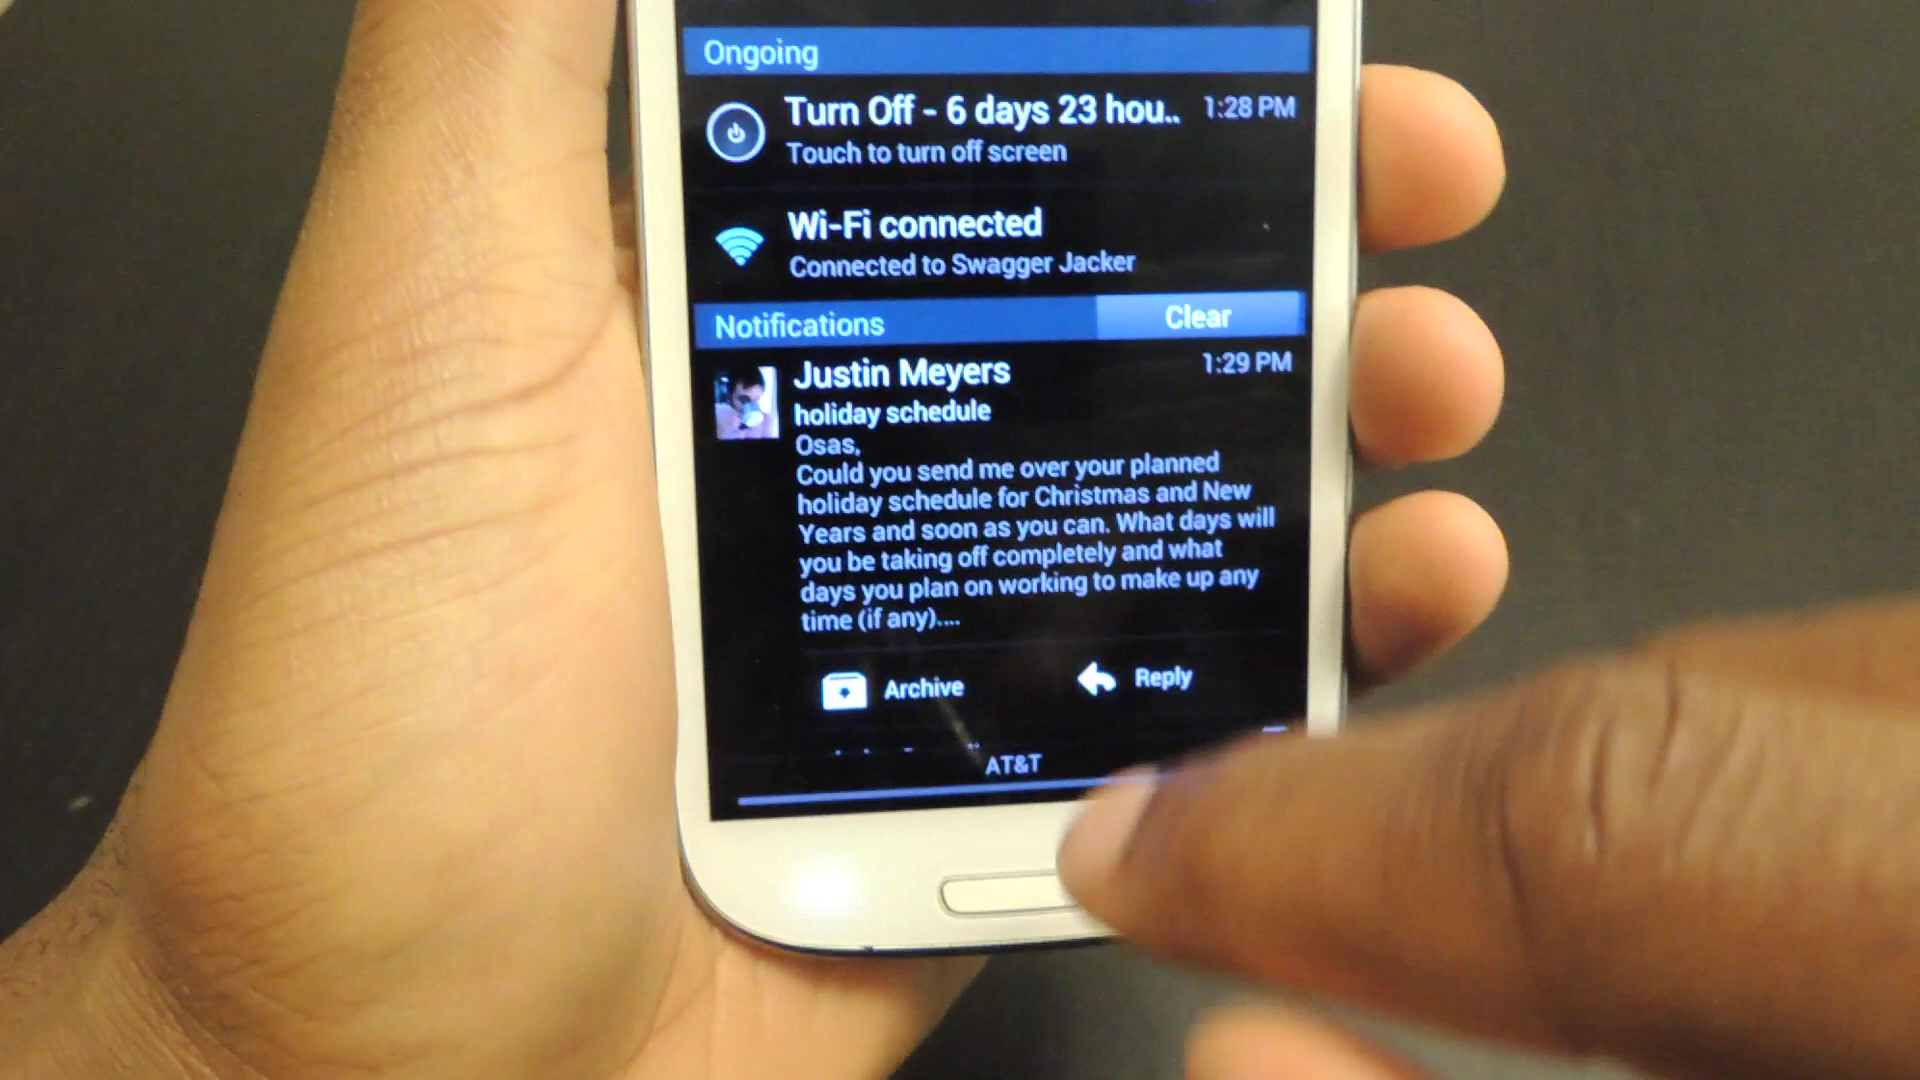 Ongoing
Turn Off - 6 days 23 hou.. 1:28 PM
Touch to turn off screen
Wi-Fi connected
Connected to Swagger Jacker
Notifications Clear
Justin Meyers 1:29 PM
holiday schedule
Osas,
Could you send me over your planned
holiday schedule for Christmas and New
Years and soon as you can. What days will
you be taking off completely and what
days you plan on working to make up any
time (if any)....
Archive Reply
AT&T